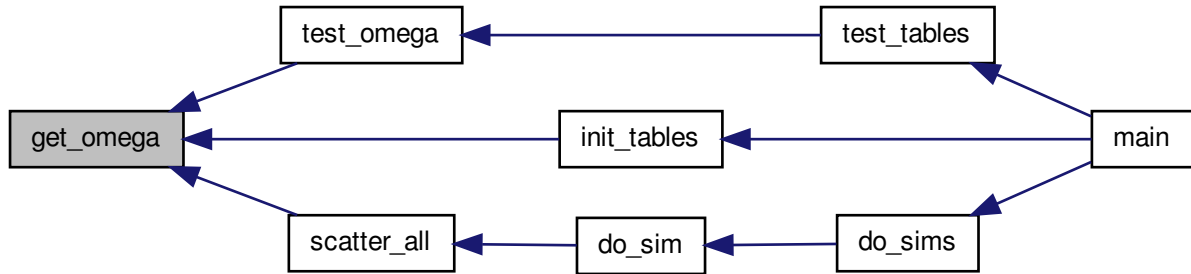 test_omega
test_tables
get_omega
init_tables
main
scatter_all
do_sim
do_sims